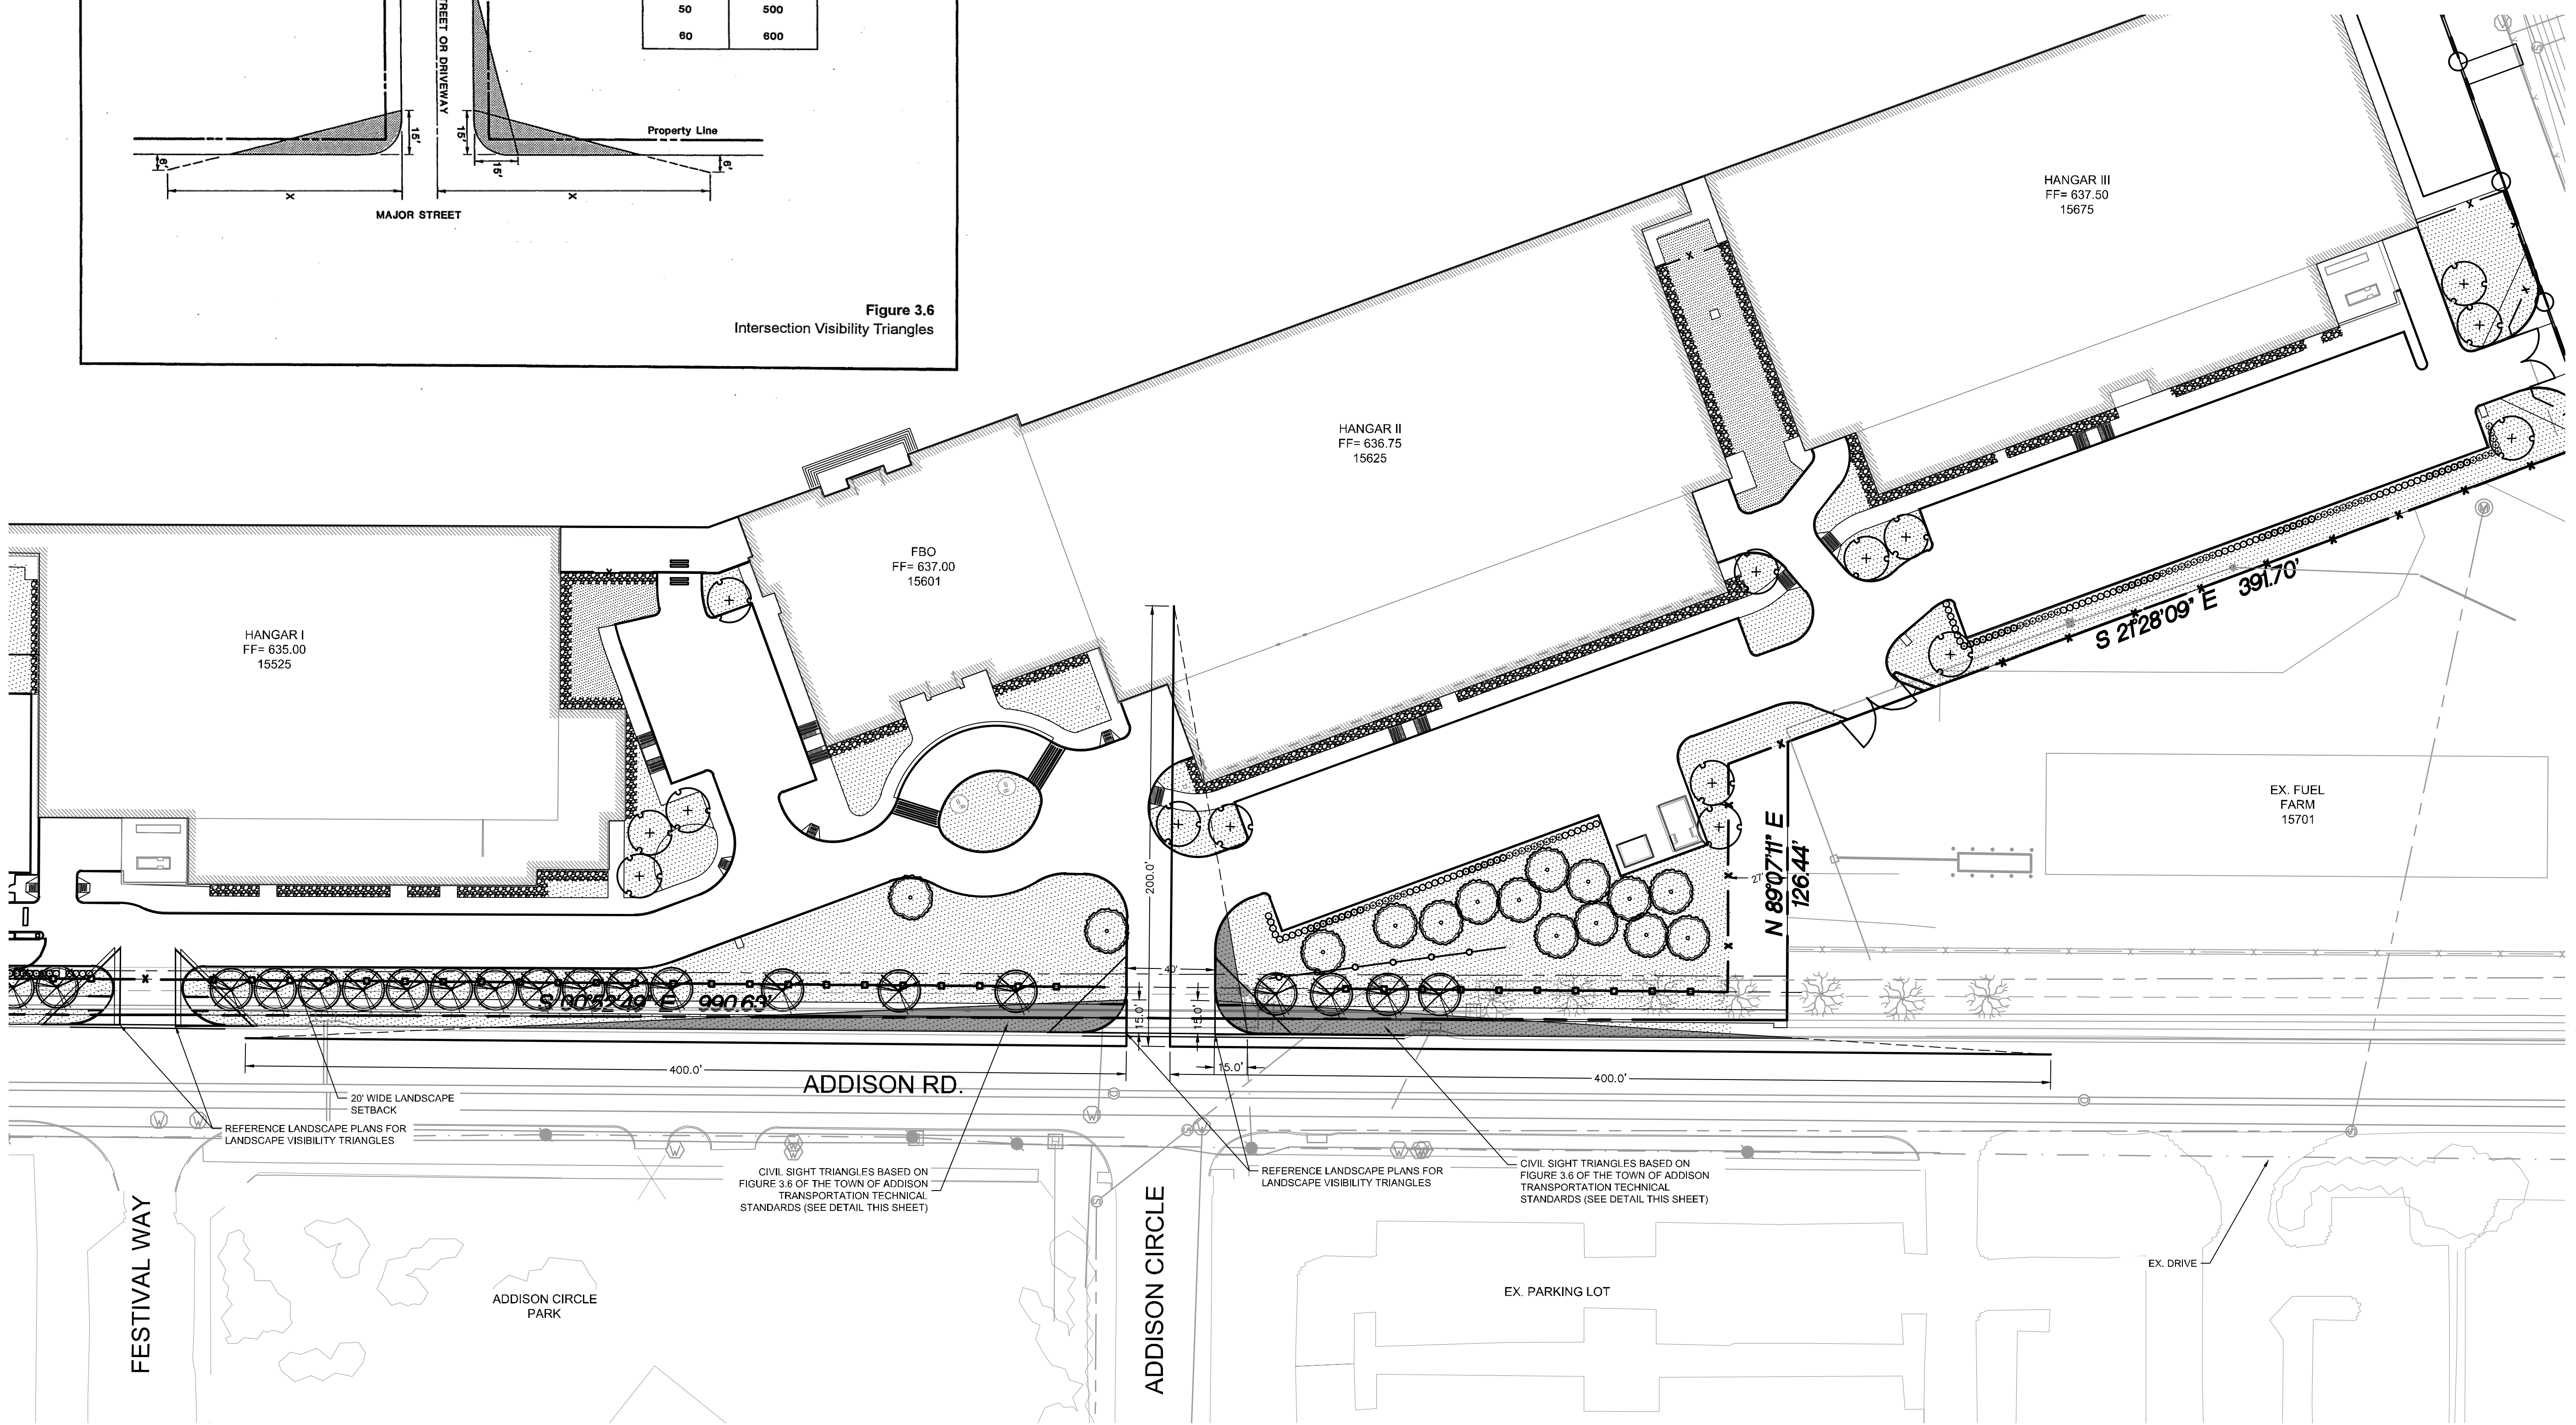 50 500
60 600
STREET OR DRIVEWAY
15'
15'
Property Line
6'
15'
6'
X
X
MAJOR STREET
Figure 3.6
Intersection Visibility Triangles
HANGAR III
FF= 637.50
15675
HANGAR II
FF= 636.75
15625
FBO
FF= 637.00
15601
HANGAR I
FF= 635.00
15525
S 21°28'09" E 391.70'
EX. FUEL
FARM
15701
N 89°07'11" E
126.44'
27'
200.0'
40'
S 00°52'49" E 990.63'
15.0'
15.0'
15.0'
400.0'
400.0'
ADDISON RD.
20' WIDE LANDSCAPE
SETBACK
REFERENCE LANDSCAPE PLANS FOR
LANDSCAPE VISIBILITY TRIANGLES
CIVIL SIGHT TRIANGLES BASED ON
FIGURE 3.6 OF THE TOWN OF ADDISON
TRANSPORTATION TECHNICAL
STANDARDS (SEE DETAIL THIS SHEET)
REFERENCE LANDSCAPE PLANS FOR
LANDSCAPE VISIBILITY TRIANGLES
CIVIL SIGHT TRIANGLES BASED ON
FIGURE 3.6 OF THE TOWN OF ADDISON
TRANSPORTATION TECHNICAL
STANDARDS (SEE DETAIL THIS SHEET)
FESTIVAL WAY
ADDISON CIRCLE
PARK
ADDISON CIRCLE
EX. PARKING LOT
EX. DRIVE